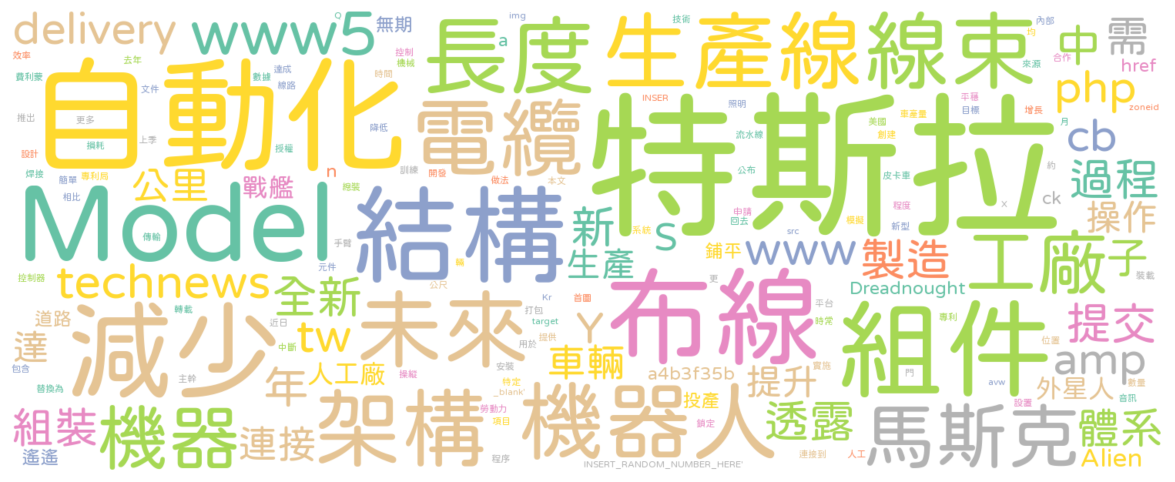 delivery
www5
無期
img
技術
內部
均
需
效率
去年
控制
機械
a
長度
生產線
線束
中
合作
來源
href
費利蒙
文件
數據
達成
線路
時間
自動化
電纜
INSER
照明
平穩
目標
車產量
增長
php
zoneid
推出
更多
損耗
上季
降低
授權
流水線
美國
創建
月
cb
設計
焊接
簡單
相比
專利局
公里
戰艦
n
訓練
開發
做法
本文
特斯拉
公布
皮卡車
約
過程
Model
傳輸
線裝
手臂
元件
結構
新
系統
S
申請
回去
模擬
程度
新型
x
ck
操作
控制器
technews
全新
公尺
輛
生產
鋪平
www
src
製造
工廠
子
裝載
轉載
近日
Kr
首圖
打包
target
更
Dreadnought
平台
時常
專利
道路
達
減少
中斷
tw
未來
用於
提供
Y
布線
組件
提交
位置
包含
替換為
主幹
年
人工廠
操縱
安裝
特定
_blank'
車輛
a4b3f35b
提升
實施
門
avw
amp
外星人
數量
音訊
組裝
遙遙
機器
連接
架構
程序
勞動力
項目
機器人
投產
鎖定
INSERT_RANDOM_NUMBER_HERE'
連接到
透露
人工
馬斯克
設置
體系
Alien